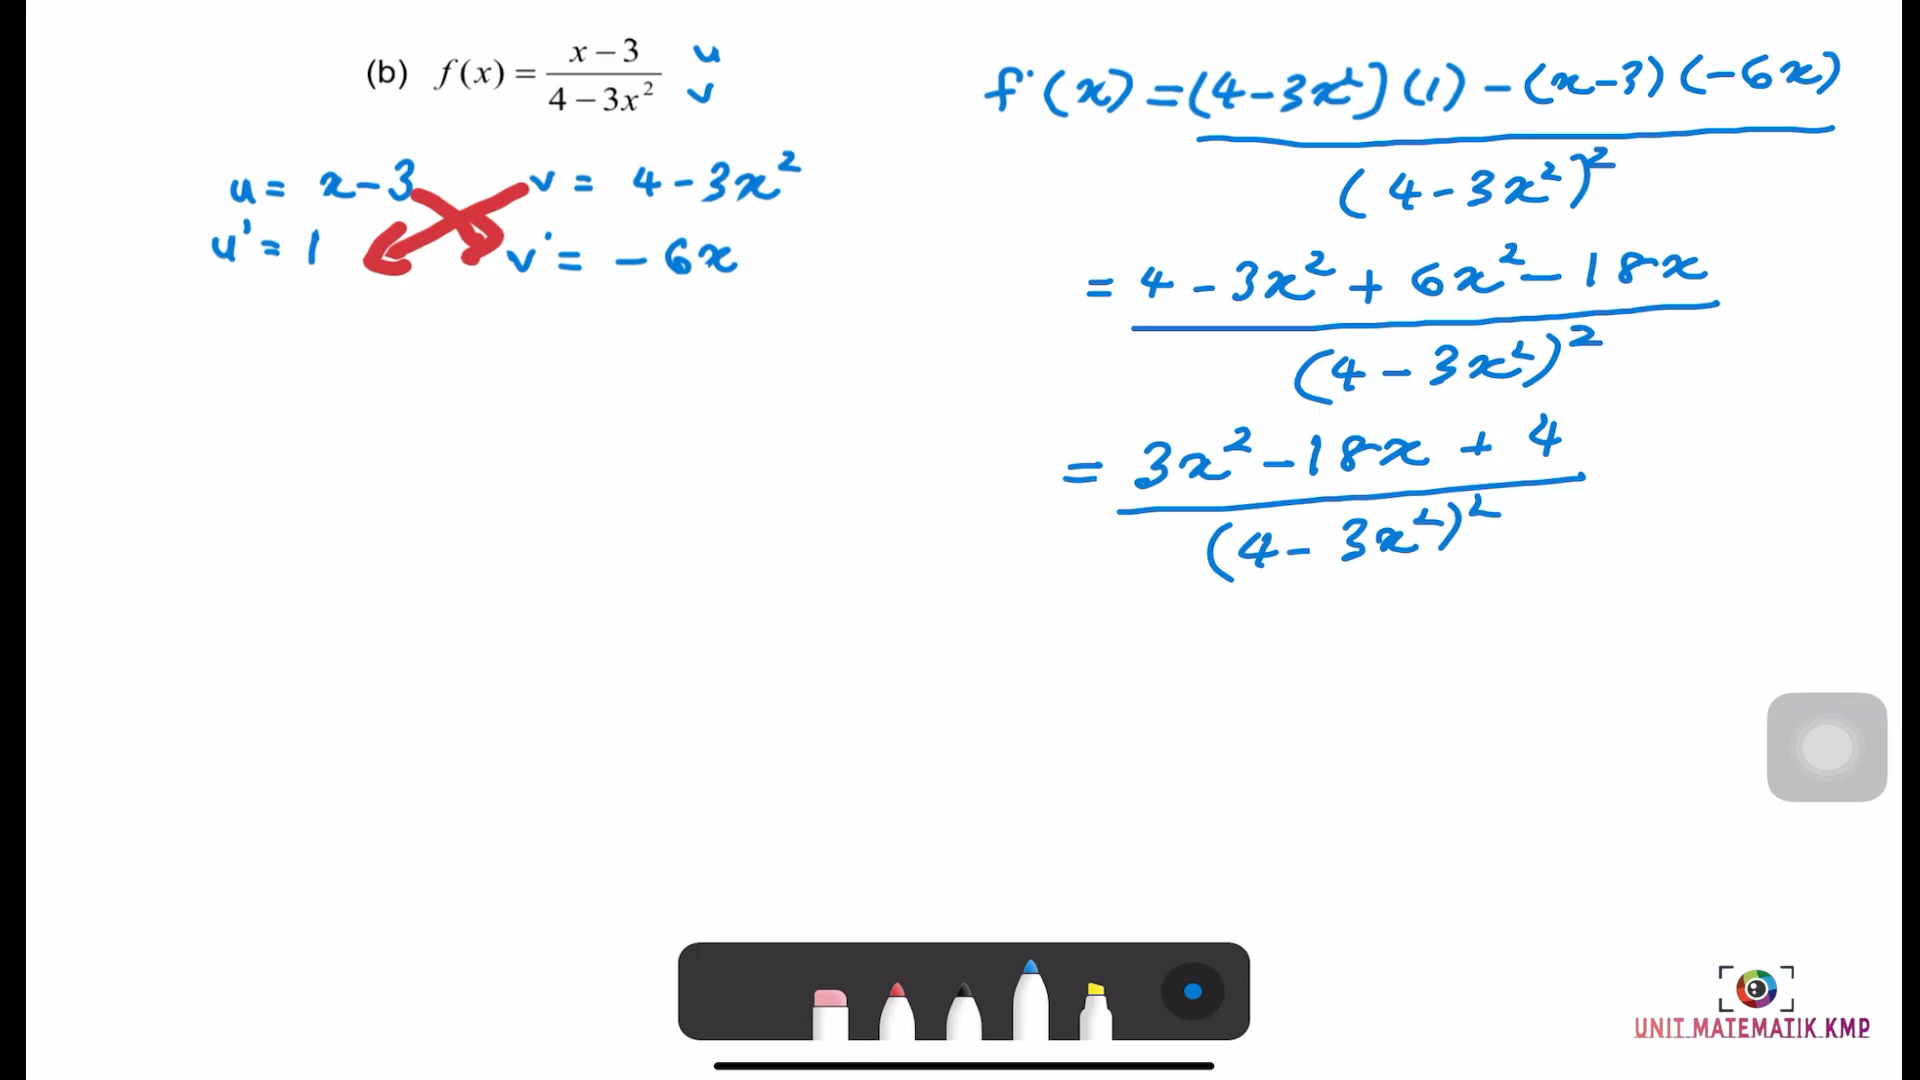 (b) f(x) = x − 3 / 4 − 3x² u v
u = x − 3 v = 4 − 3x²
u' = 1 v' = − 6x
f'(x) = (4 − 3x²)(1) − (x − 3)(−6x) / (4 − 3x²)²
= 4 − 3x² + 6x² − 18x / (4 − 3x²)²
= 3x² − 18x + 4 / (4 − 3x²)²
UNIT MATEMATIK KMP